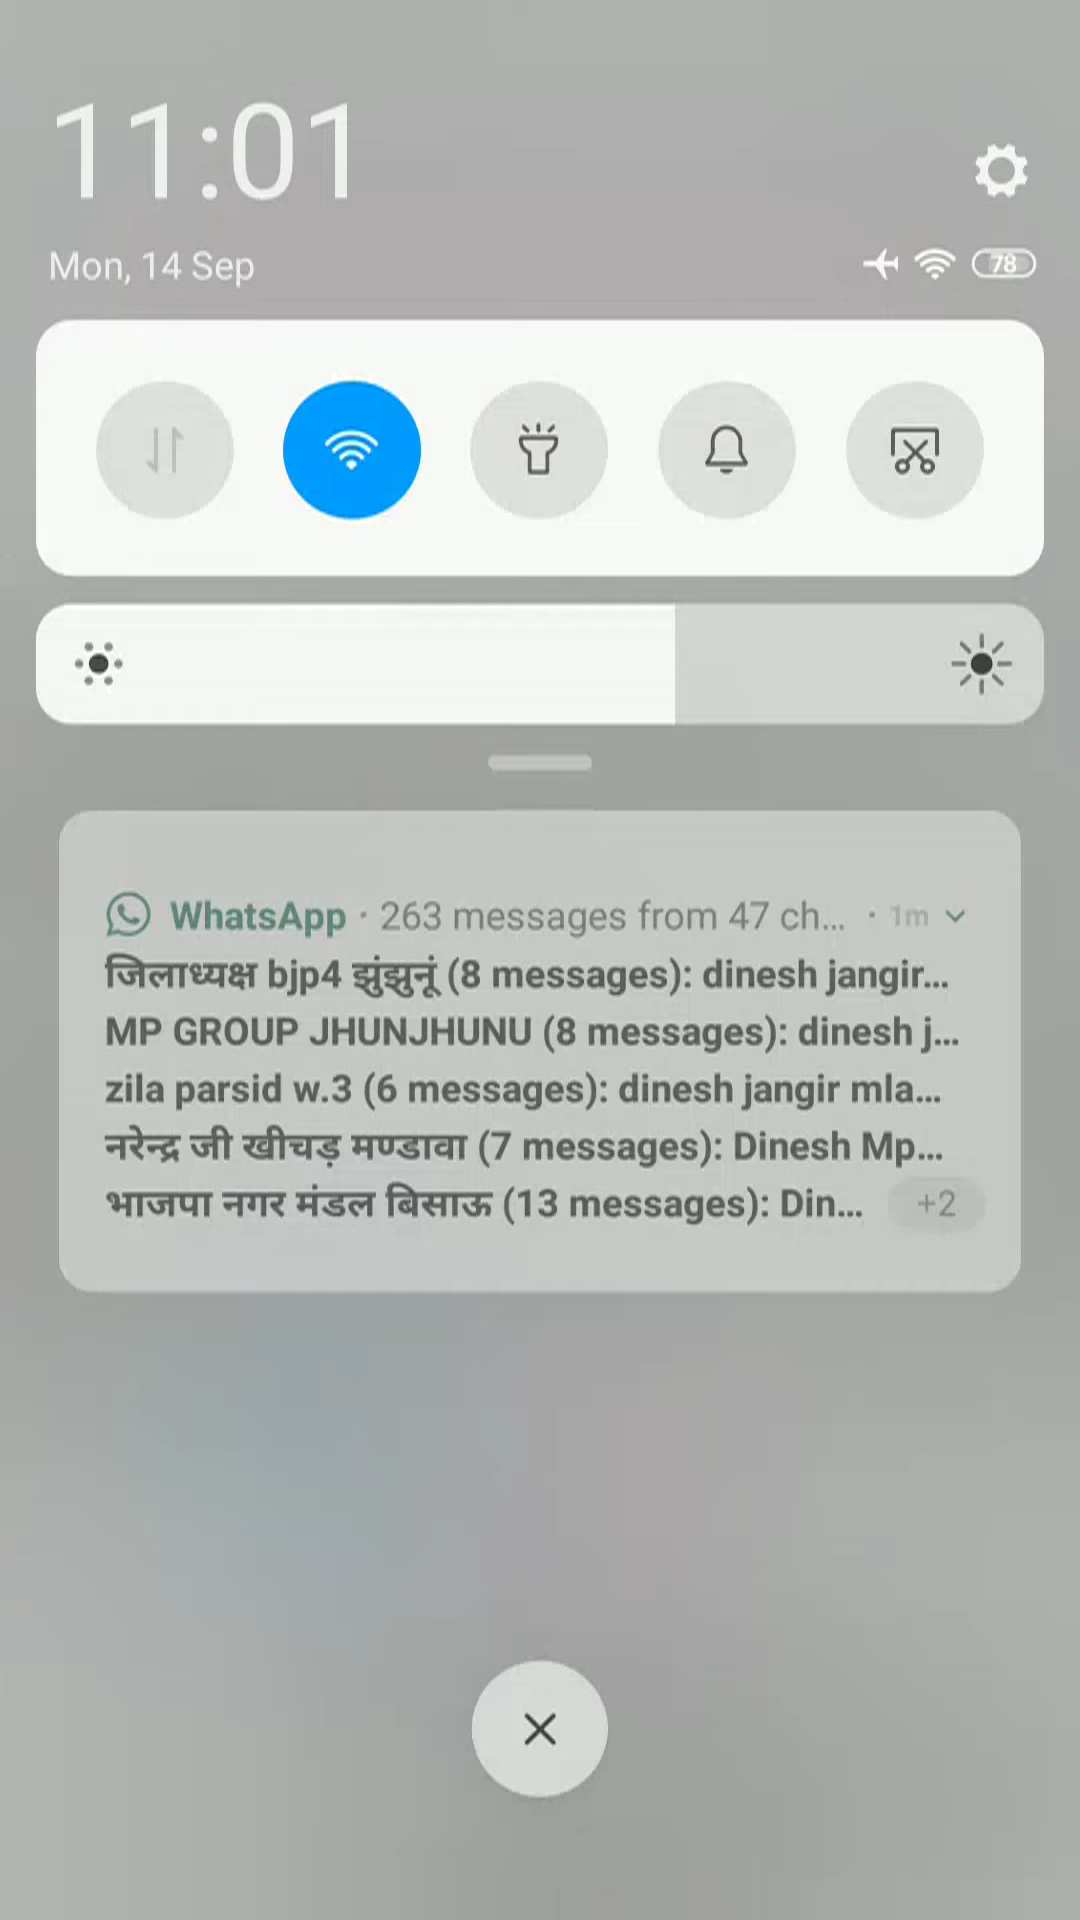 11:01
Mon, 14 Sep
78
WhatsApp · 263 messages from 47 ch... · 1m
जिलाध्यक्ष bjp4 झुंझुनूं (8 messages): dinesh jangir...
MP GROUP JHUNJHUNU (8 messages): dinesh j...
zila parsid w.3 (6 messages): dinesh jangir mla...
नरेन्द्र जी खीचड़ मण्डावा (7 messages): Dinesh Mp...
भाजपा नगर मंडल बिसाऊ (13 messages): Din... +2